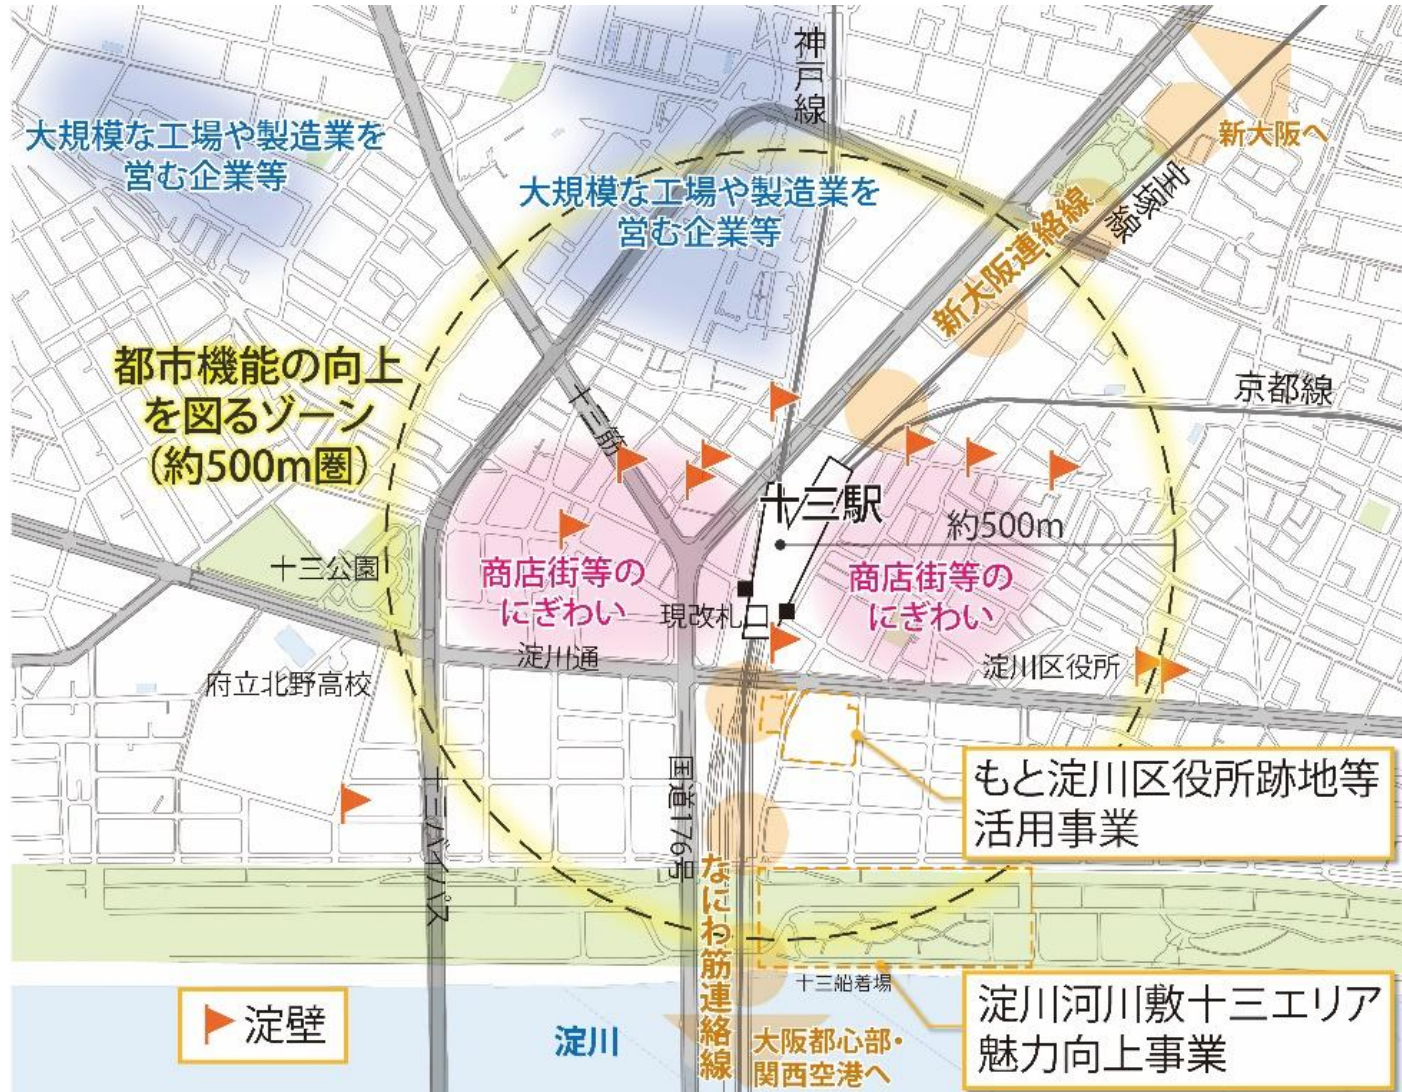 神戸線
大規模な工場や製造業を
営む企業等
新大阪へ
大規模な工場や製造業を
営む企業等
宝塚線
新大阪連絡線
都市機能の向上
を図るゾーン
（約500m圏）
十三筋
京都線
十三駅
約500m
十三公園
商店街等の
にぎわい
商店街等の
にぎわい
現改札口
淀川通
淀川区役所
府立北野高校
もと淀川区役所跡地等
活用事業
国道176号
十三バイパス
なにわ筋連絡線
十三船着場
淀川河川敷十三エリア
魅力向上事業
淀壁
淀川
大阪都心部・
関西空港へ